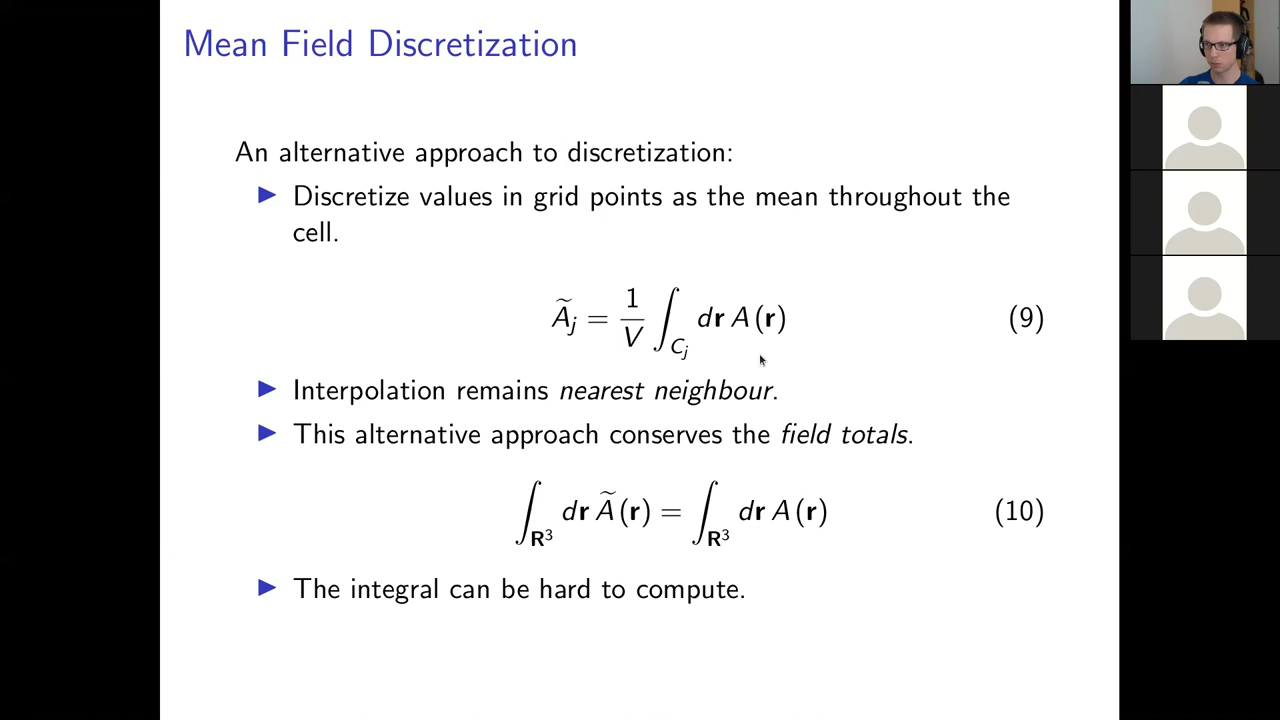 Mean Field Discretization
An alternative approach to discretization:
▶ Discretize values in grid points as the mean throughout the
cell.
Ã_j = 1/V ∫_{C_j} d𝐫 A(𝐫) (9)
▶ Interpolation remains nearest neighbour.
▶ This alternative approach conserves the field totals.
∫_{𝐑³} d𝐫 Ã(𝐫) = ∫_{𝐑³} d𝐫 A(𝐫) (10)
▶ The integral can be hard to compute.